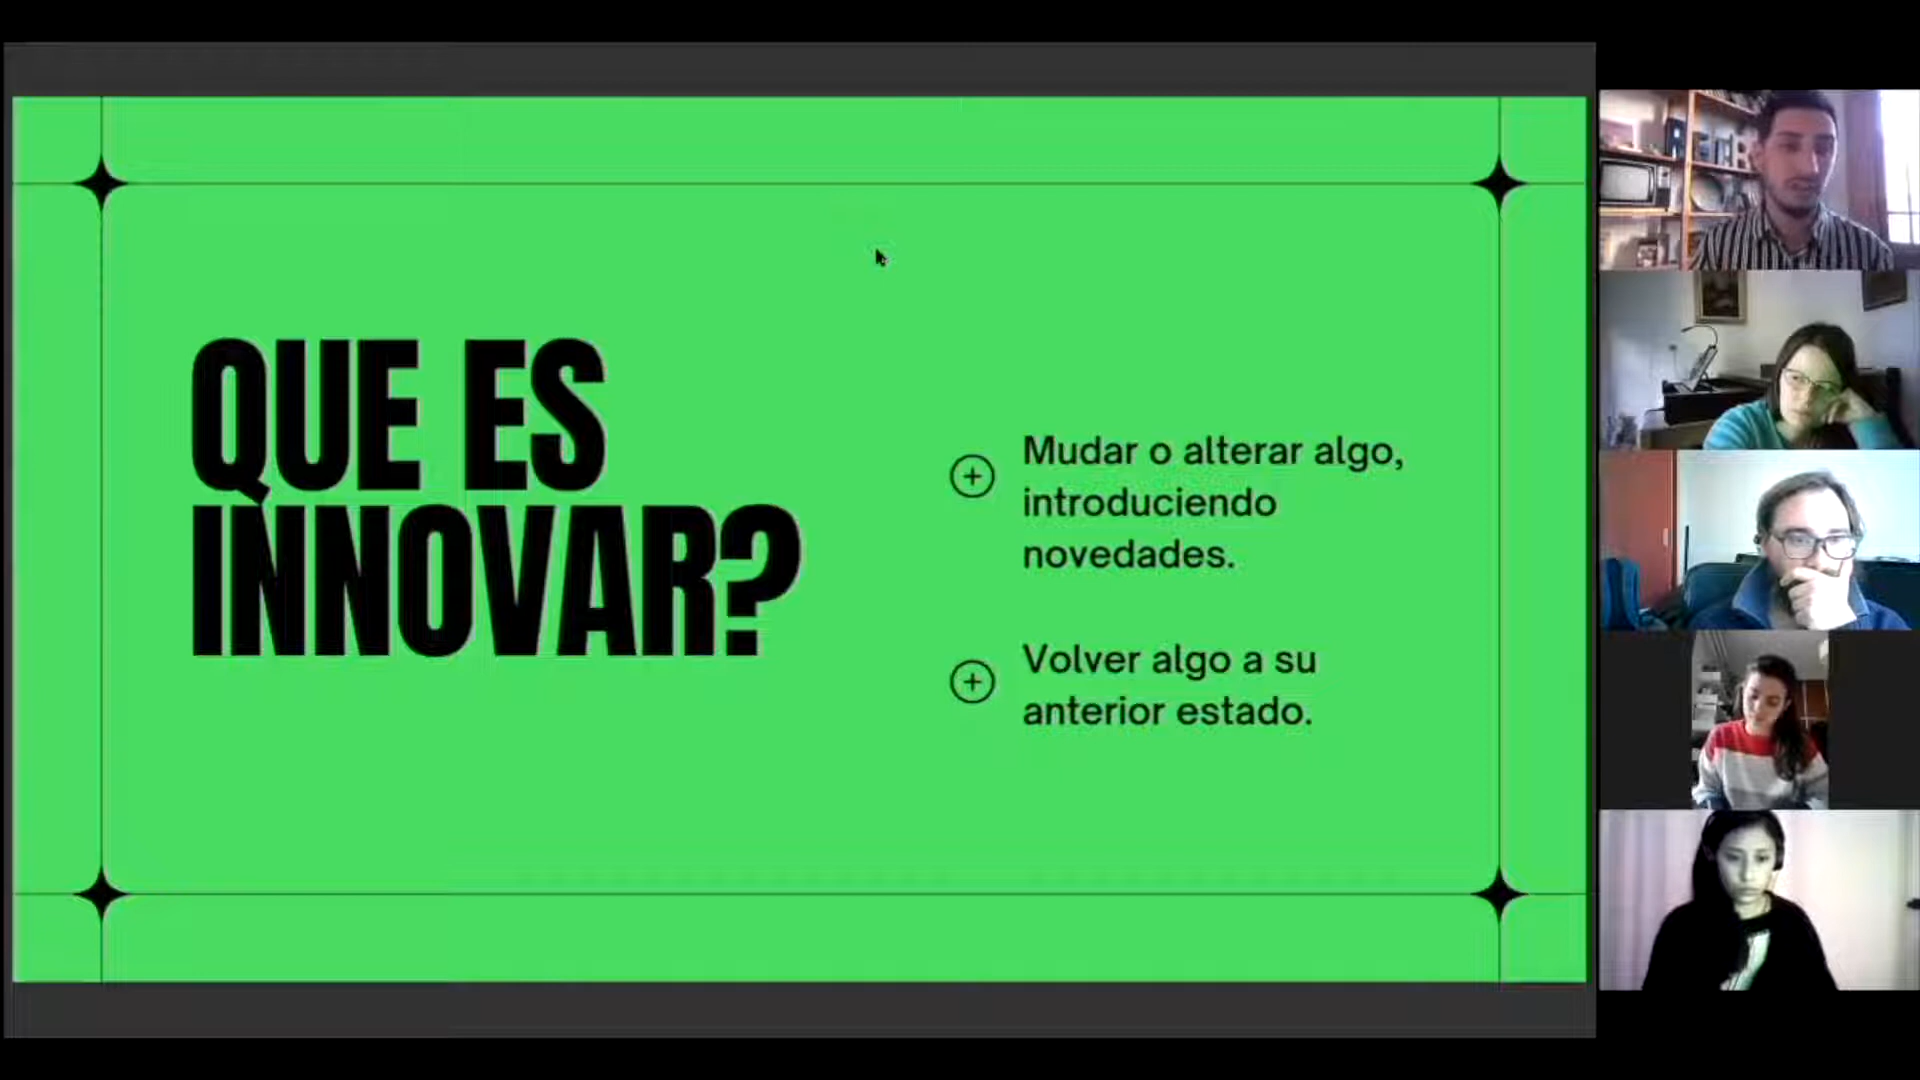 QUE ES
INNOVAR?
Mudar o alterar algo,
introduciendo
novedades.
Volver algo a su
anterior estado.